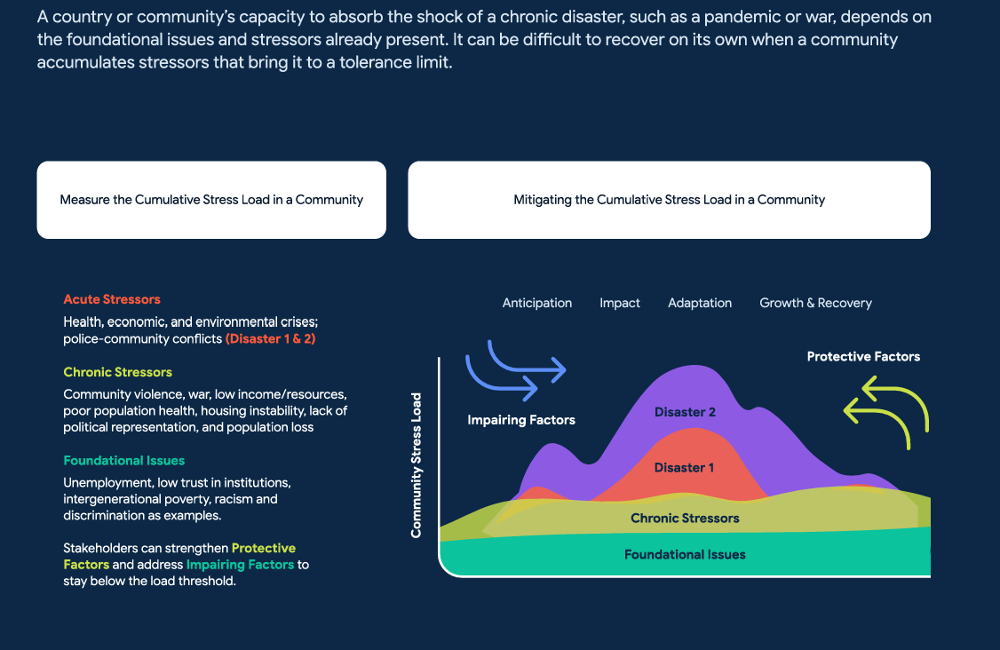 A country or community's capacity to absorb the shock of a chronic disaster, such as a pandemic or war, depends on
the foundational issues and stressors already present. It can be difficult to recover on its own when a community
accumulates stressors that bring it to a tolerance limit.
Measure the Cumulative Stress Load in a Community
Mitigating the Cumulative Stress Load in a Community
Acute Stressors
Health, economic, and environmental crises;
police-community conflicts (Disaster 1 & 2)
Chronic Stressors
Community violence, war, low income/resources,
poor population health, housing instability, lack of
political representation, and population loss
Foundational Issues
Unemployment, low trust in institutions,
intergenerational poverty, racism and
discrimination as examples.
Stakeholders can strengthen Protective
Factors and address Impairing Factors to
stay below the load threshold.
Anticipation
Impact
Adaptation
Growth & Recovery
Protective Factors
Impairing Factors
Community Stress Load
Disaster 2
Disaster 1
Chronic Stressors
Foundational Issues